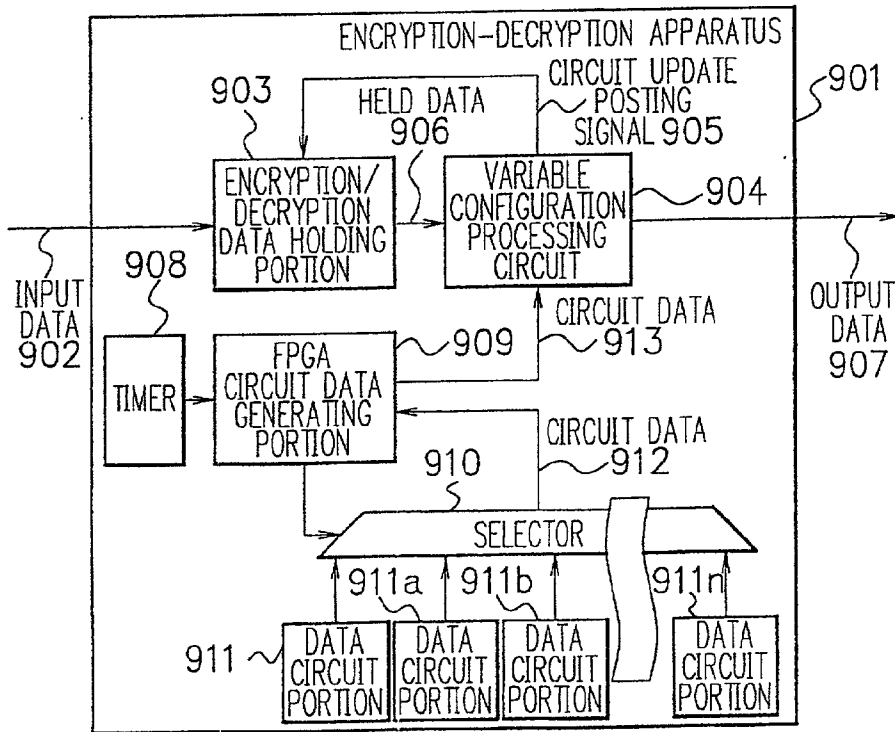 ENCRYPTION-DECRYPTION APPARATUS
903
HELD DATA
906
CIRCUIT UPDATE
POSTING
SIGNAL 905
901
ENCRYPTION/
DECRYPTION
DATA HOLDING
PORTION
VARIABLE
CONFIGURATION
PROCESSING
CIRCUIT
904
INPUT
DATA
902
908
OUTPUT
DATA
907
TIMER
FPGA
CIRCUIT DATA
GENERATING
PORTION
909
CIRCUIT DATA
913
CIRCUIT DATA
912
910
SELECTOR
911a
911b
911n
911
DATA
CIRCUIT
PORTION
DATA
CIRCUIT
PORTION
DATA
CIRCUIT
PORTION
DATA
CIRCUIT
PORTION